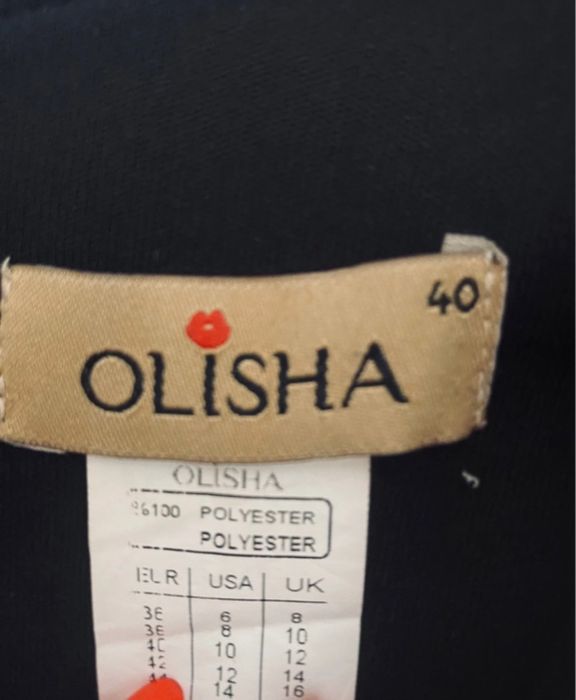 40
OLiSHA
OLISHA
%100 POLYESTER
POLYESTER
EUR USA UK
36 6 8
38 8 10
40 10 12
42 12 14
44 14 16